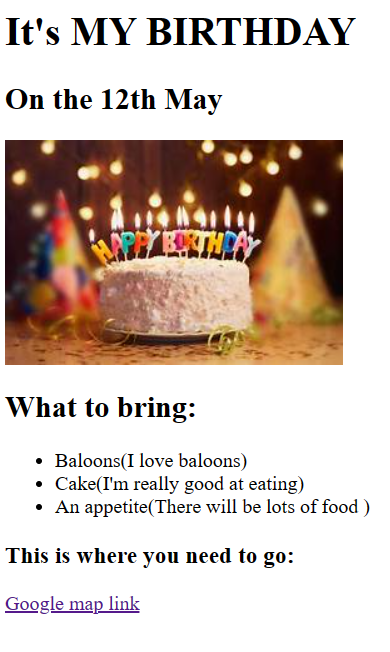 It's MY BIRTHDAY
On the 12th May
HAPPY BIRTHDAY
What to bring:
Baloons(I love baloons)
Cake(I'm really good at eating)
An appetite(There will be lots of food )
This is where you need to go:
Google map link